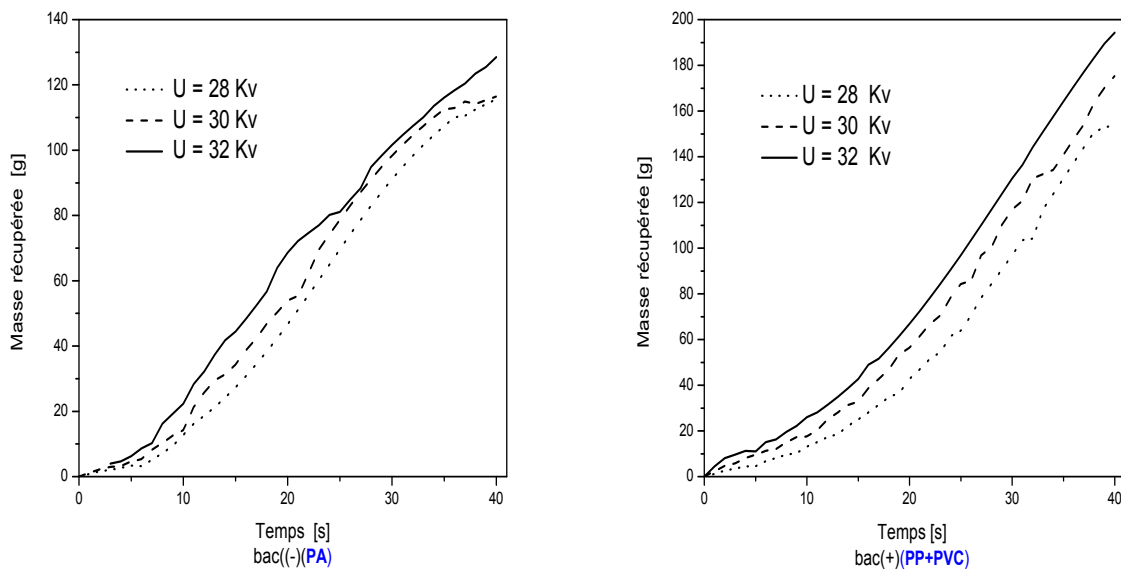 140
120
100
80
60
40
20
0
Masse récupérée [g]
U = 28 Kv
U = 30 Kv
U = 32 Kv
0 10 20 30 40
Temps [s]
bac((-)(PA)
200
180
160
140
120
100
80
60
40
20
0
Masse récupérée [g]
U = 28 Kv
U = 30 Kv
U = 32 Kv
0 10 20 30 40
Temps [s]
bac(+)(PP+PVC)